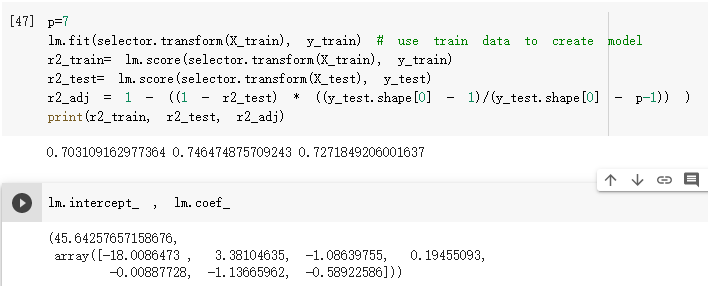 [47] p=7
lm.fit(selector.transform(X_train), y_train) # use train data to create model
r2_train= lm.score(selector.transform(X_train), y_train)
r2_test= lm.score(selector.transform(X_test), y_test)
r2_adj = 1 - ((1 - r2_test) * ((y_test.shape[0] - 1)/(y_test.shape[0] - p-1)) )
print(r2_train, r2_test, r2_adj)
0.703109162977364 0.746474875709243 0.7271849206001637
lm.intercept_ , lm.coef_
(45.64257657158676,
array([-18.0086473 , 3.38104635, -1.08639755, 0.19455093,
-0.00887728, -1.13665962, -0.58922586]))